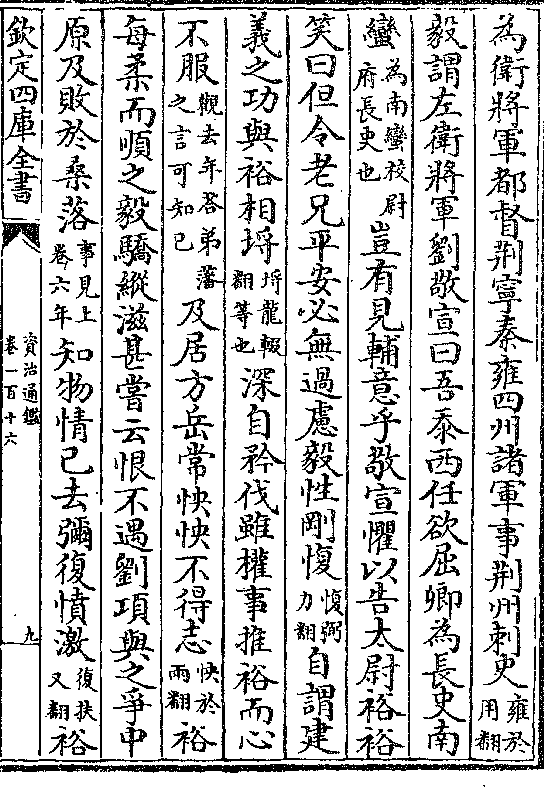 為衛將軍都督荆寧秦雍四州諸軍事荆州刺史雍於用翻
毅謂左衛將軍劉敬宣曰吾忝西任欲屈卿為長史南
蠻為南蠻校尉府長史也豈有見輔意乎敬宣懼以告太尉裕裕
笑曰但令老兄平安必無過慮毅性剛愎愎弼力翻自謂建
義之功與裕相埒埒龍輟翻等也深自矜伐雖權事推裕而心
不服觀去年答弟藩之言可知已及居方岳常怏怏不得志怏於兩翻裕
每柔而順之毅驕縱滋甚嘗云恨不遇劉項與之爭中
原及敗於桑落事見上卷六年知物情已去彌復憤激復扶又翻裕
欽定四庫全書
資治通鑑
卷一百十六
九